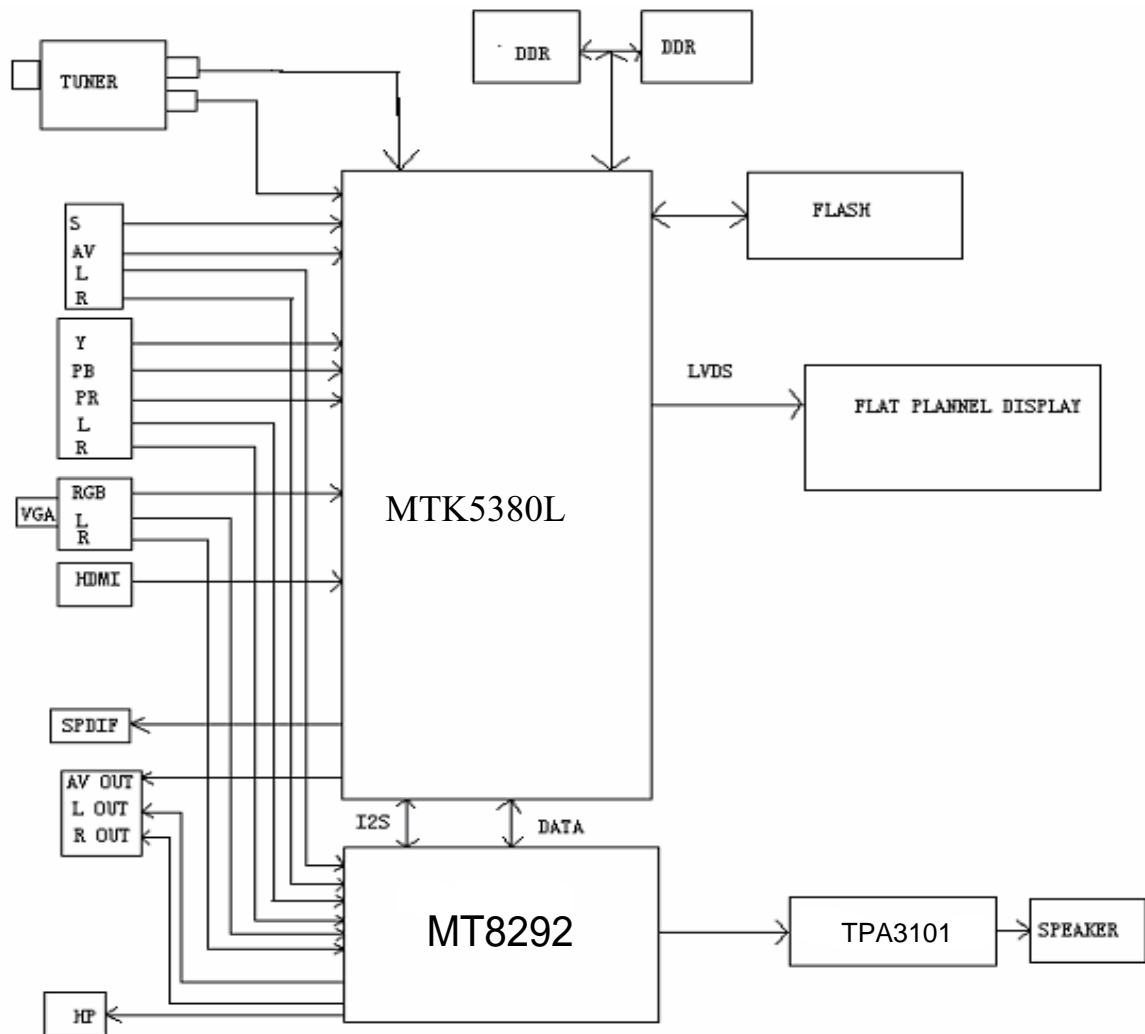 DDR
DDR
TUNER
FLASH
S
AV
L
R
Y
PB
PR
L
R
LVDS
FLAT PLANNEL DISPLAY
RGB
VGA
L
R
MTK5380L
HDMI
SPDIF
AV OUT
L OUT
R OUT
I2S
DATA
MT8292
TPA3101
SPEAKER
HP